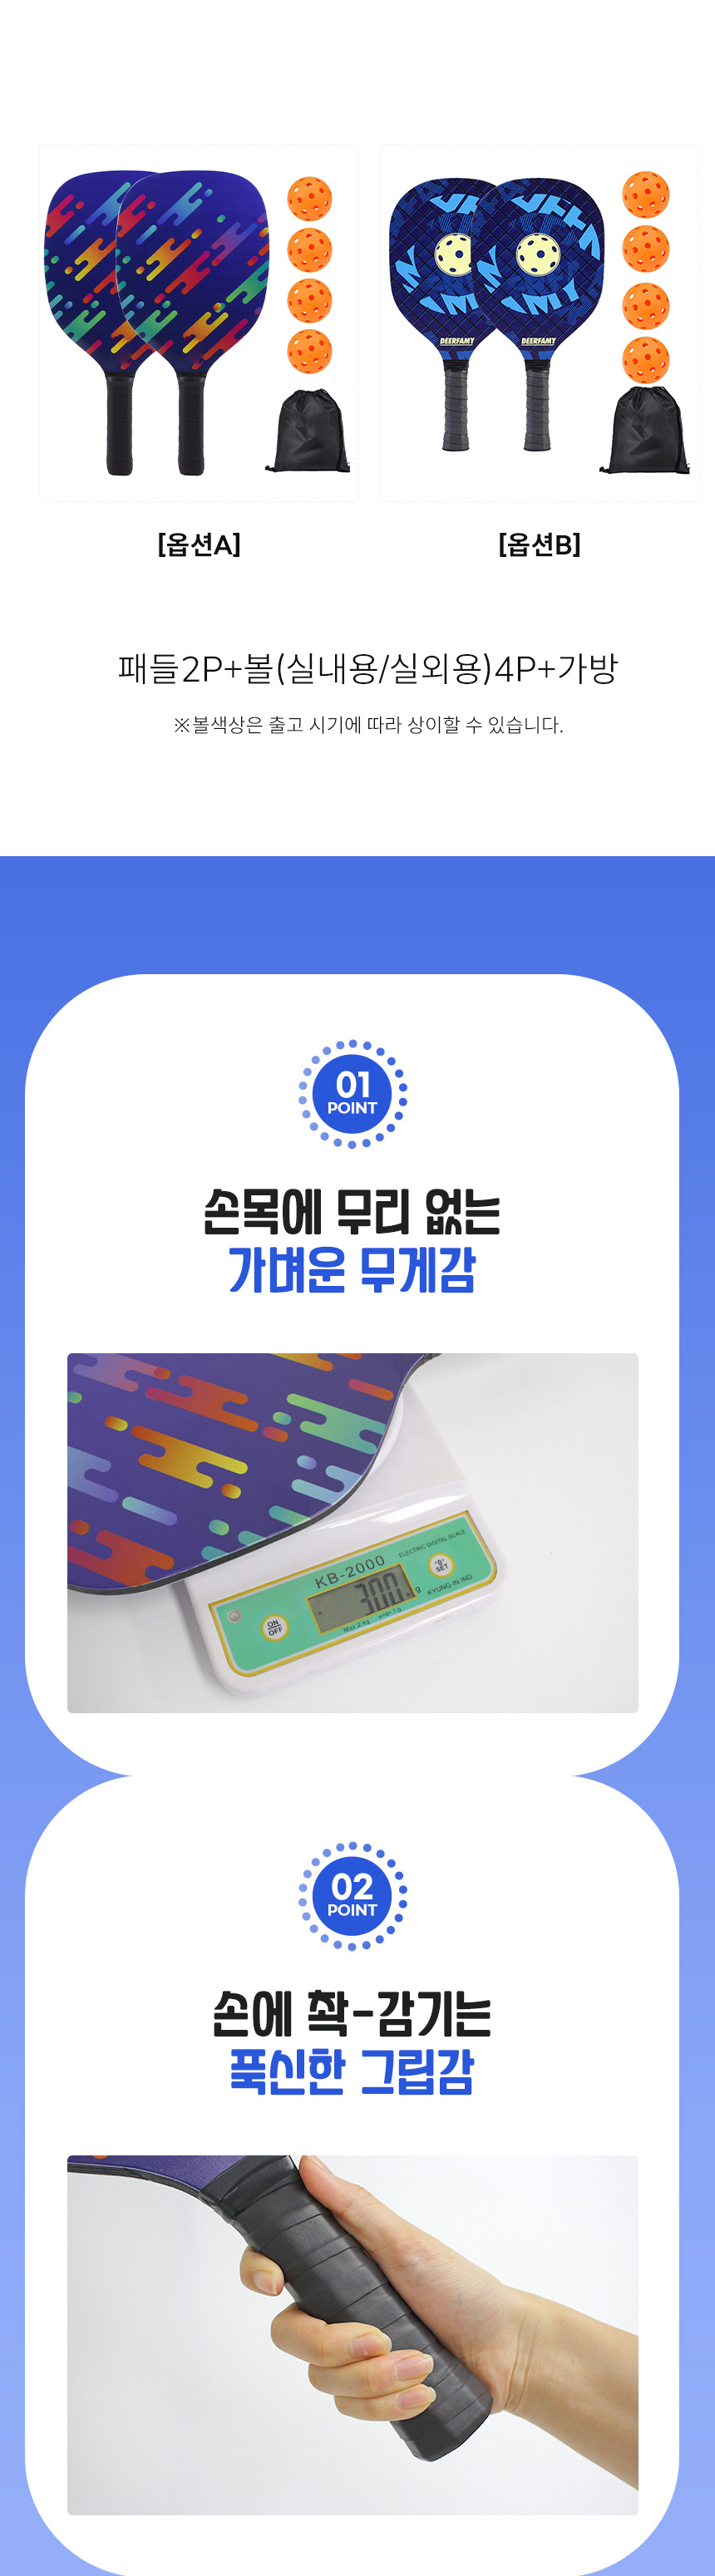 DEERFAMY
DEERFAMY
[옵션A]
[옵션B]
패들2P+볼(실내용/실외용)4P+가방
※볼색상은 출고 시기에 따라 상이할 수 있습니다.
01
POINT
손목에 무리 없는
가벼운 무게감
KB-2000
ELECTRIC DIGITAL SCALE
ON
OFF
300
g
-0-
SET
Max 2 kg
KYUNG IN IND
02
POINT
손에 촥-감기는
푹신한 그립감